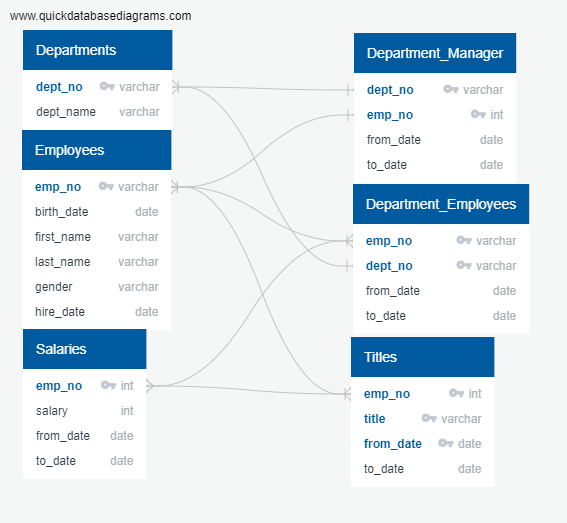 www.quickdatabasediagrams.com
Departments
dept_no varchar
dept_name varchar
Employees
emp_no varchar
birth_date date
first_name varchar
last_name varchar
gender varchar
hire_date date
Salaries
emp_no int
salary int
from_date date
to_date date
Department_Manager
dept_no varchar
emp_no int
from_date date
to_date date
Department_Employees
emp_no varchar
dept_no varchar
from_date date
to_date date
Titles
emp_no int
title varchar
from_date date
to_date date